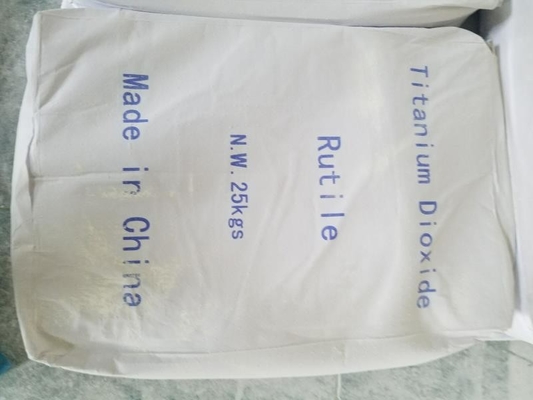 Titanium Dioxide
Rutile
N.W. 25kgs
Made in China